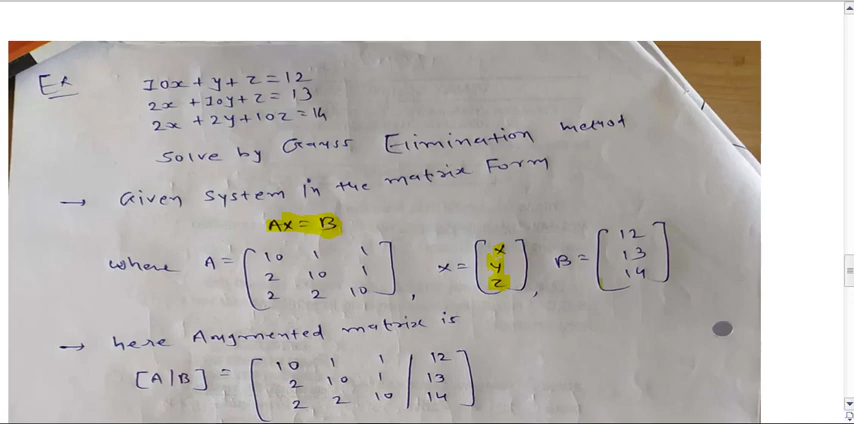 Ex 10x + y + z = 12
2x + 10y + z = 13
2x + 2y + 10z = 14
Solve by Gauss Elimination method
→ Given System in the matrix Form
AX = B
where A = [10 1 1; 2 10 1; 2 2 10], X = [x; y; z], B = [12; 13; 14]
→ here Augmented matrix is
[A|B] = [10 1 1 | 12; 2 10 1 | 13; 2 2 10 | 14]